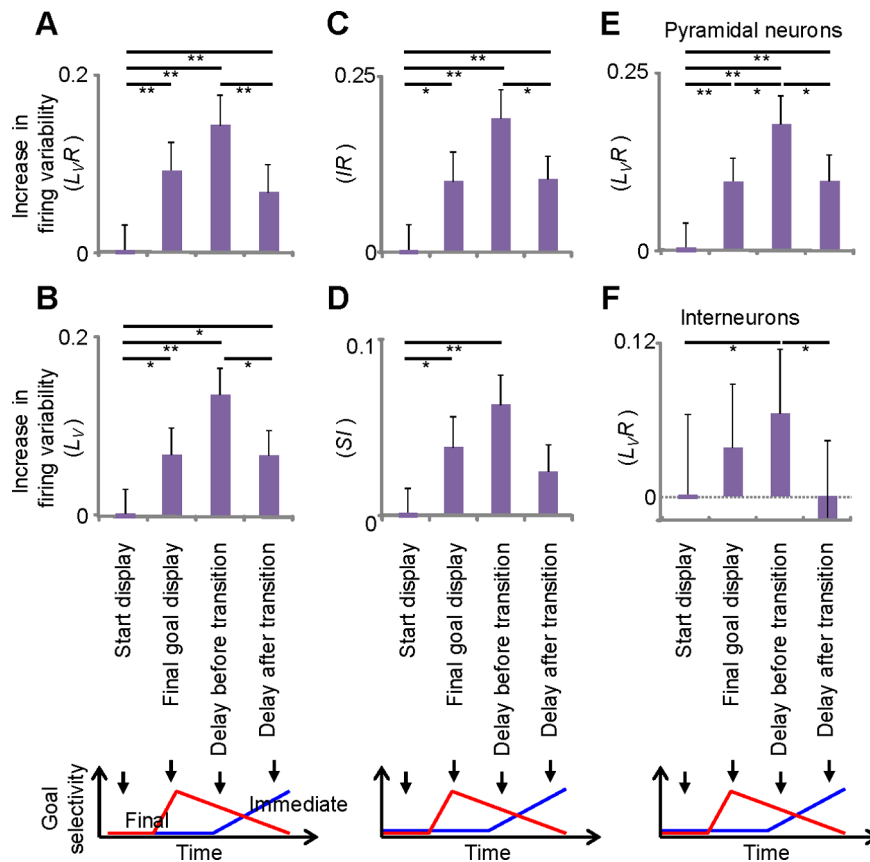 A
0.2
**
**
**
**
0
Increase in
firing variability
(LVR)
C
0.25
**
**
*
*
0
(IR)
E
Pyramidal neurons
0.25
**
**
**
*
*
0
(LVR)
B
0.2
*
**
*
*
0
Increase in
firing variability
(LV)
D
0.1
**
*
0
(SI)
F
Interneurons
0.12
*
*
0
(LVR)
Start display
Final goal display
Delay before transition
Delay after transition
Start display
Final goal display
Delay before transition
Delay after transition
Start display
Final goal display
Delay before transition
Delay after transition
Goal
selectivity
Final
Immediate
Time
Time
Time